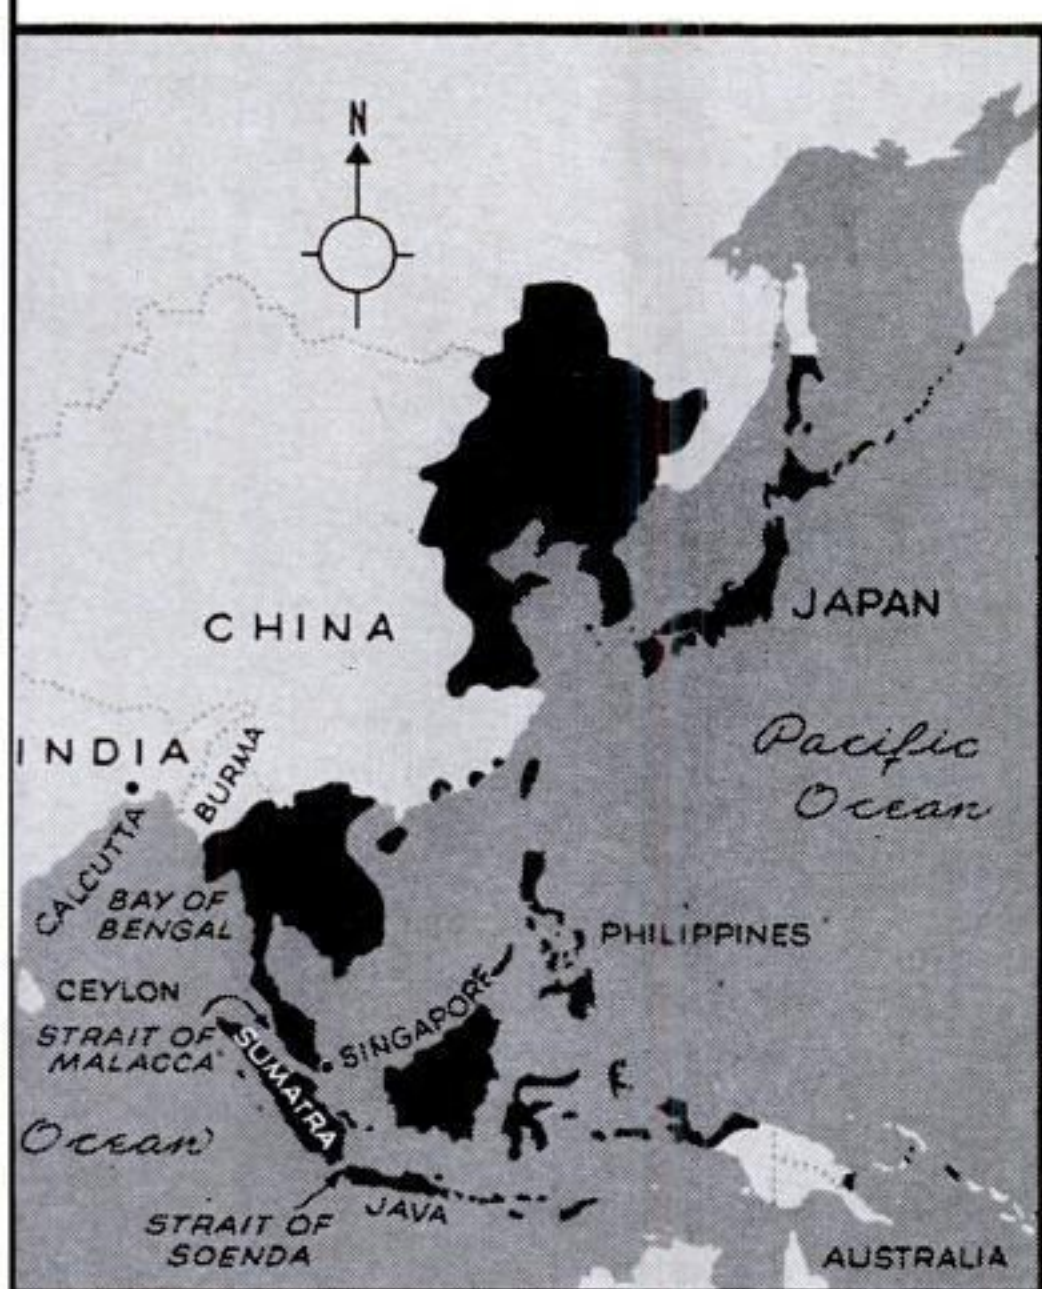 N
CHINA
JAPAN
INDIA
BURMA
Pacific
Ocean
CALCUTTA
BAY OF
BENGAL
PHILIPPINES
CEYLON
STRAIT OF
MALACCA
SINGAPORE
SUMATRA
Ocean
JAVA
STRAIT OF
SOENDA
AUSTRALIA